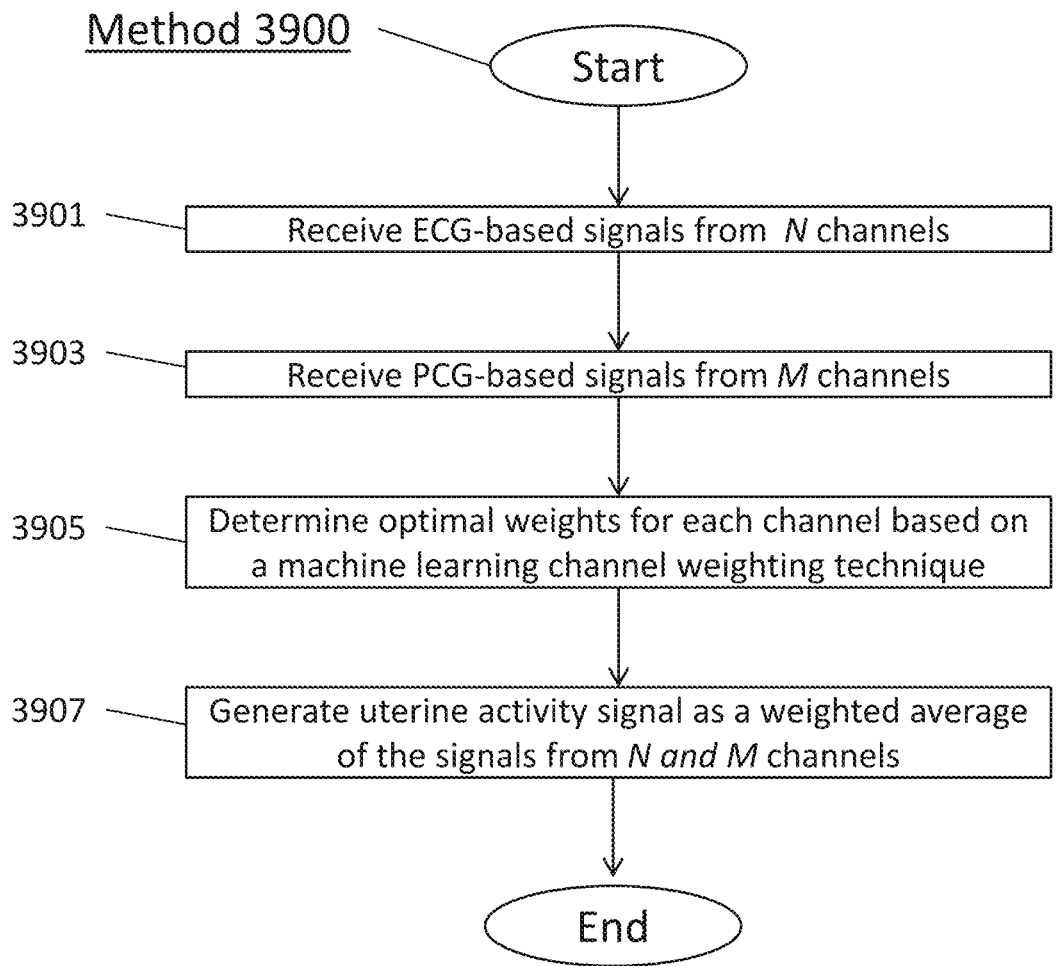 Method 3900
Start
3901
Receive ECG-based signals from N channels
3903
Receive PCG-based signals from M channels
3905
Determine optimal weights for each channel based on
a machine learning channel weighting technique
3907
Generate uterine activity signal as a weighted average
of the signals from N and M channels
End